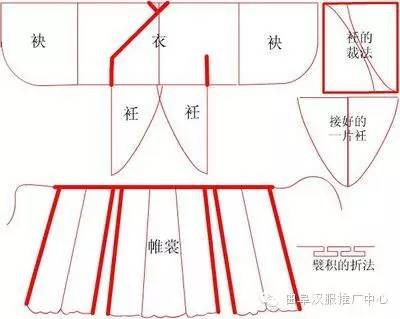 袂
衣
袂
衽的
裁法
衽
衽
接好的
一片衽
帷裳
襞积的折法
曲阜汉服推广中心